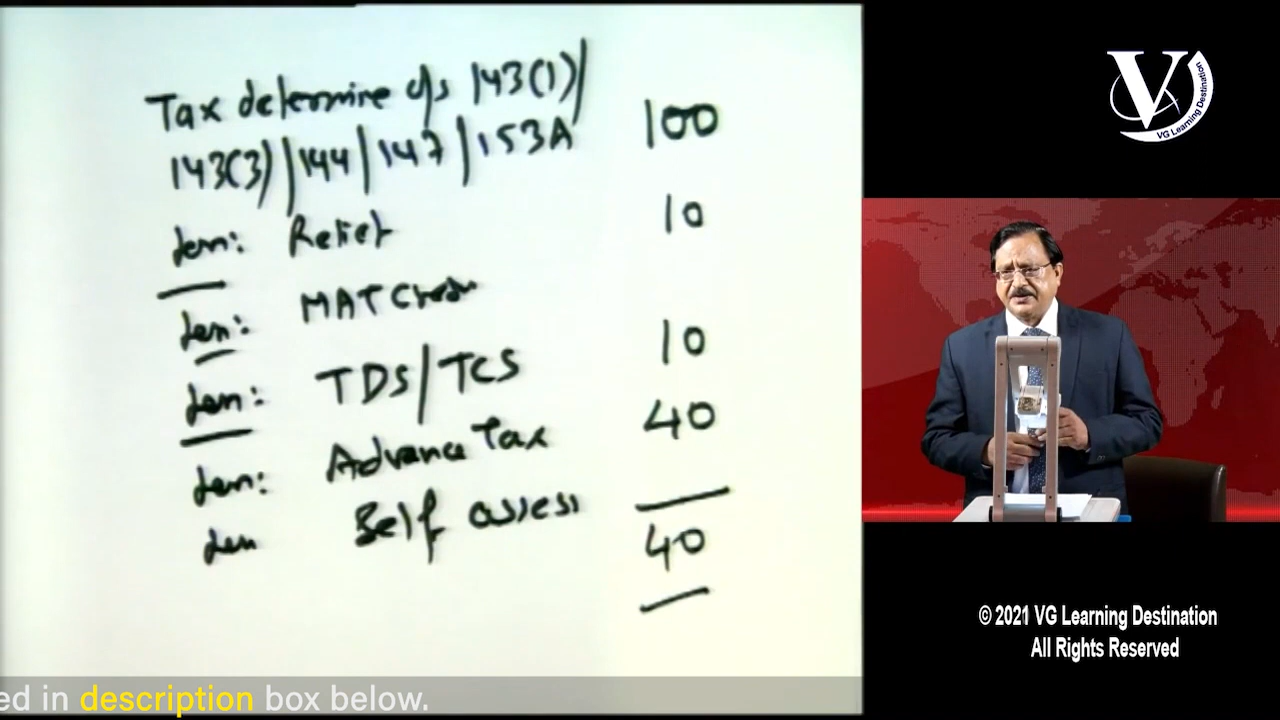 Tax determine u/s 143(1)/
143(3)/144/147/153A 100
Less: Relief 10
Less: MAT Credit
Less: TDS/TCS 10
Less: Advance Tax 40
Less Self assess
40
V
VG Learning Destination
© 2021 VG Learning Destination
All Rights Reserved
ed in description box below.